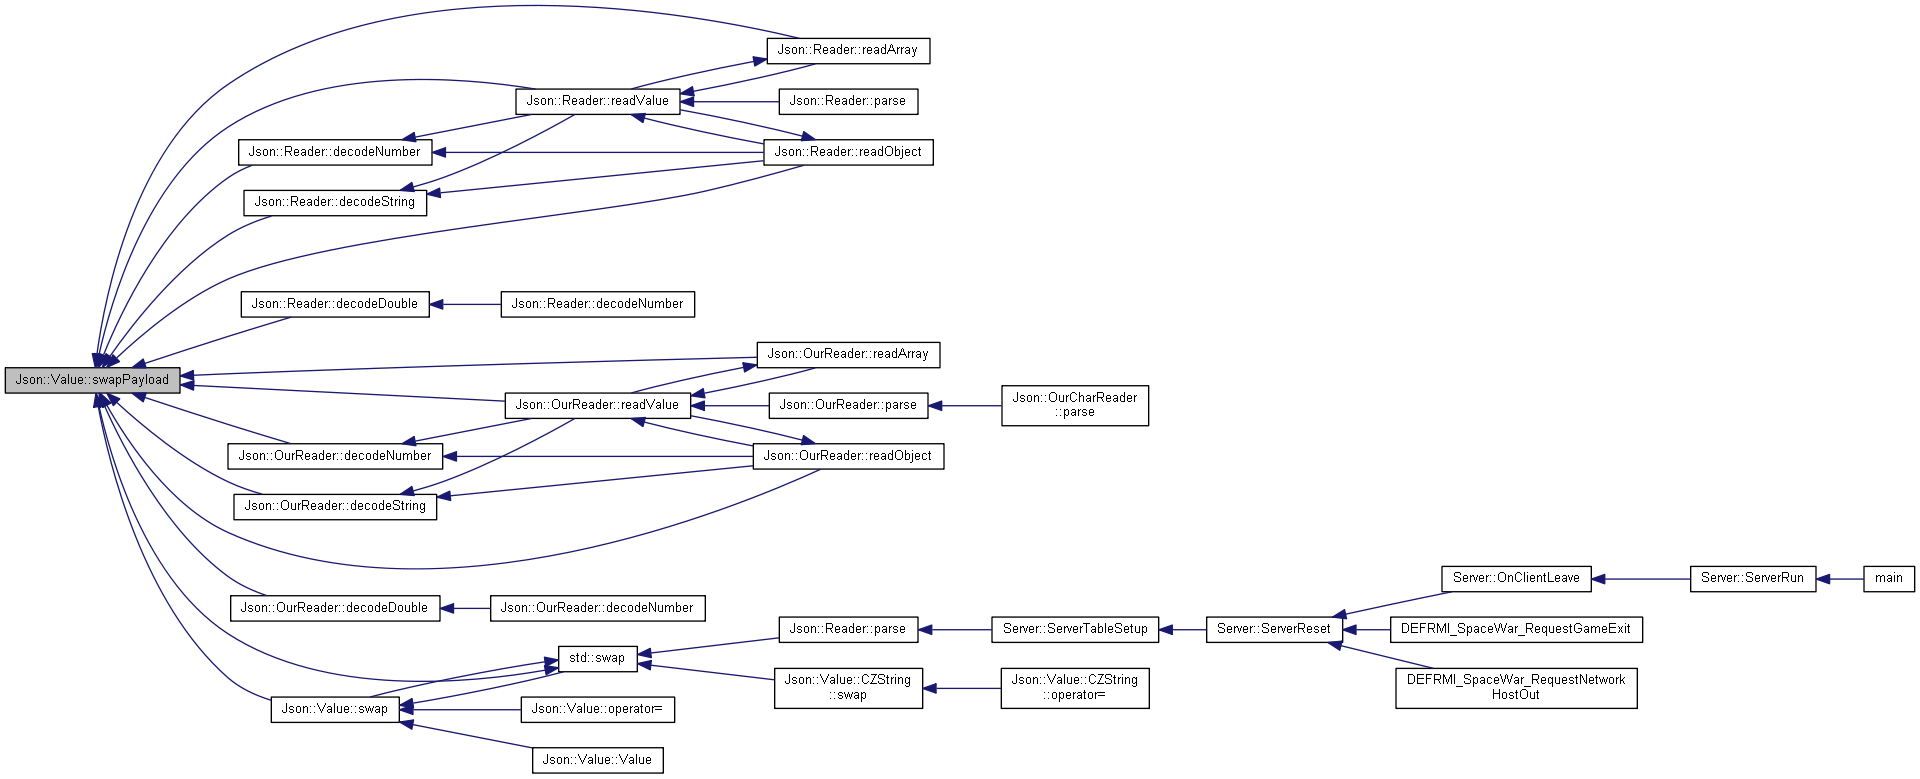 Json::Reader::readArray
Json::Reader::readValue
Json::Reader::parse
Json::Reader::decodeNumber
Json::Reader::readObject
Json::Reader::decodeString
Json::Reader::decodeDouble
Json::Reader::decodeNumber
Json::OurReader::readArray
Json::Value::swapPayload
Json::OurReader::readValue
Json::OurReader::parse
Json::OurCharReader
::parse
Json::OurReader::decodeNumber
Json::OurReader::readObject
Json::OurReader::decodeString
Server::OnClientLeave
Server::ServerRun
main
Json::OurReader::decodeDouble
Json::OurReader::decodeNumber
Json::Reader::parse
Server::ServerTableSetup
Server::ServerReset
DEFRMI_SpaceWar_RequestGameExit
std::swap
Json::Value::CZString
::swap
Json::Value::CZString
::operator=
DEFRMI_SpaceWar_RequestNetwork
HostOut
Json::Value::swap
Json::Value::operator=
Json::Value::Value